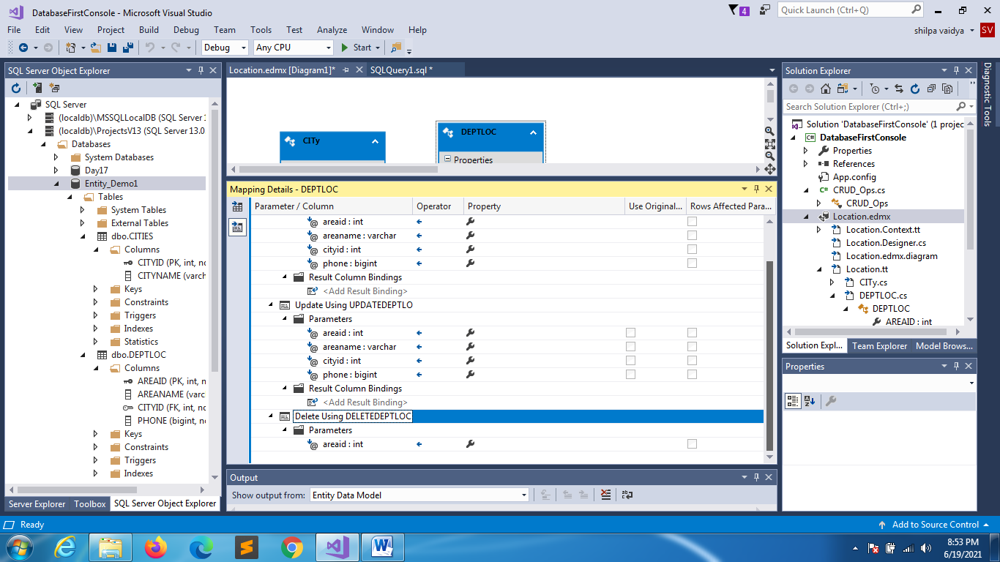 DatabaseFirstConsole - Microsoft Visual Studio
4
Quick Launch (Ctrl+Q)
File Edit View Project Build Debug Team Tools Test Analyze Window Help
shilpa vaidya SV
Debug Any CPU Start
SQL Server Object Explorer
SQL Server
(localdb)\MSSQLLocalDB (SQL Server 1
(localdb)\ProjectsV13 (SQL Server 13.0
Databases
System Databases
Day17
Entity_Demo1
Tables
System Tables
External Tables
dbo.CITIES
Columns
CITYID (PK, int, no
CITYNAME (varch
Keys
Constraints
Triggers
Indexes
Statistics
dbo.DEPTLOC
Columns
AREAID (PK, int, n
AREANAME (varc
CITYID (FK, int, no
PHONE (bigint, n
Keys
Constraints
Triggers
Indexes
Server Explorer Toolbox SQL Server Object Explorer
Location.edmx [Diagram1]* SQLQuery1.sql *
CITy
DEPTLOC
Properties
Mapping Details - DEPTLOC
Parameter / Column Operator Property Use Original... Rows Affected Para...
areaid : int
areaname : varchar
cityid : int
phone : bigint
Result Column Bindings
<Add Result Binding>
Update Using UPDATEDEPTLO
Parameters
areaid : int
areaname : varchar
cityid : int
phone : bigint
Result Column Bindings
<Add Result Binding>
Delete Using DELETEDEPTLOC
Parameters
areaid : int
Output
Show output from: Entity Data Model
Solution Explorer
Search Solution Explorer (Ctrl+;)
Solution 'DatabaseFirstConsole' (1 projec
DatabaseFirstConsole
Properties
References
App.config
CRUD_Ops.cs
CRUD_Ops
Location.edmx
Location.Context.tt
Location.Designer.cs
Location.edmx.diagram
Location.tt
CITy.cs
DEPTLOC.cs
DEPTLOC
AREAID : int
Solution Expl... Team Explorer Model Brows...
Properties
Diagnostic Tools
Ready
Add to Source Control
8:53 PM
6/19/2021